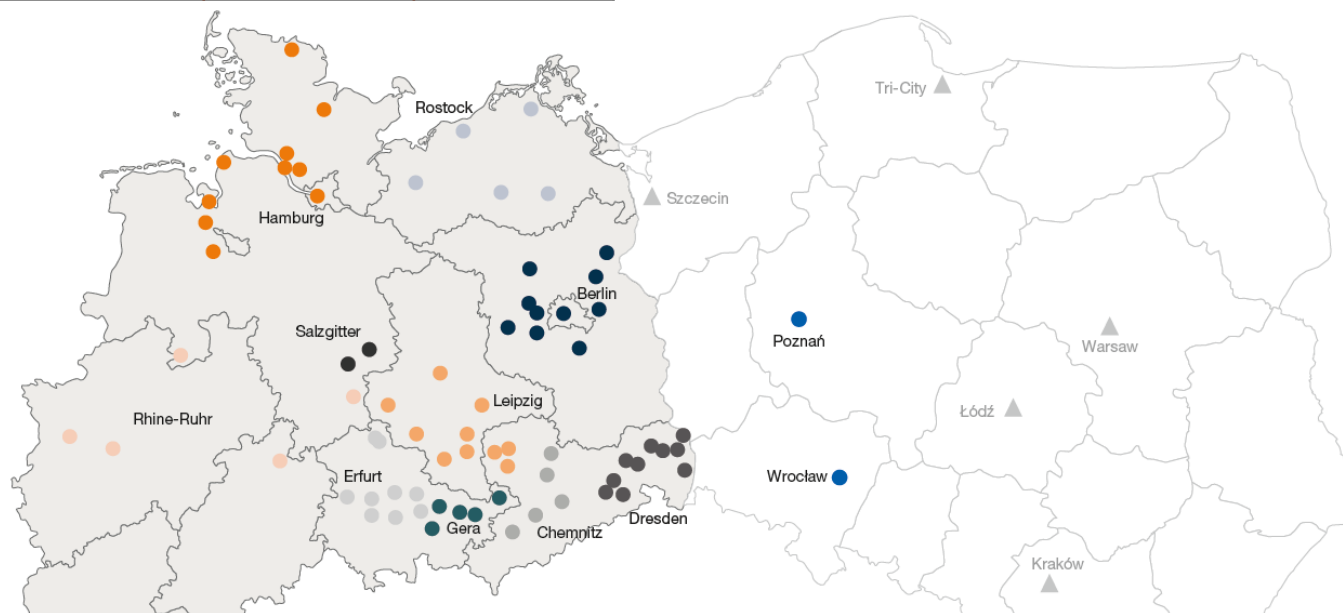 Tri-City
Rostock
Szczecin
Hamburg
Berlin
Salzgitter
Poznań
Warsaw
Leipzig
Łódź
Rhine-Ruhr
Erfurt
Wrocław
Dresden
Gera
Chemnitz
Kraków